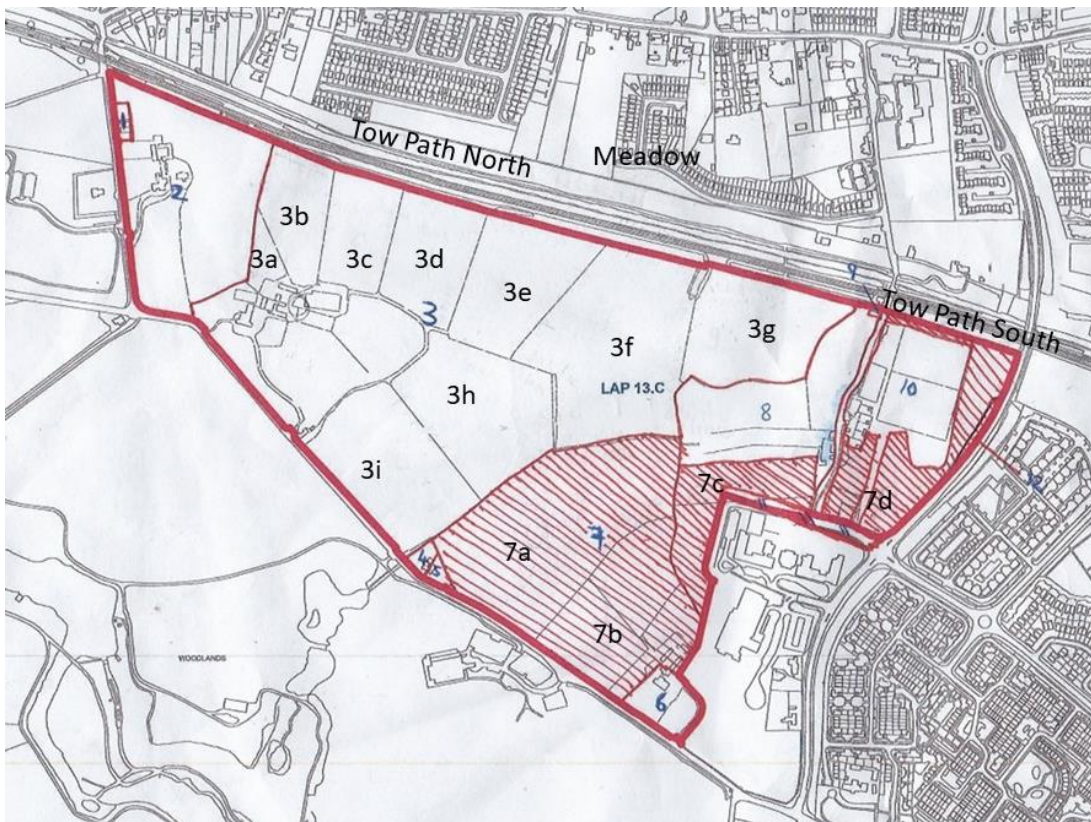 Tow Path North
Meadow
1
2
3b
3a
3c
3d
3
3e
3f
3g
9
Tow Path South
LAP 13.C
3h
8
10
3i
7c
7d
12
7a
7
4/5
7b
6
WOODLANDS